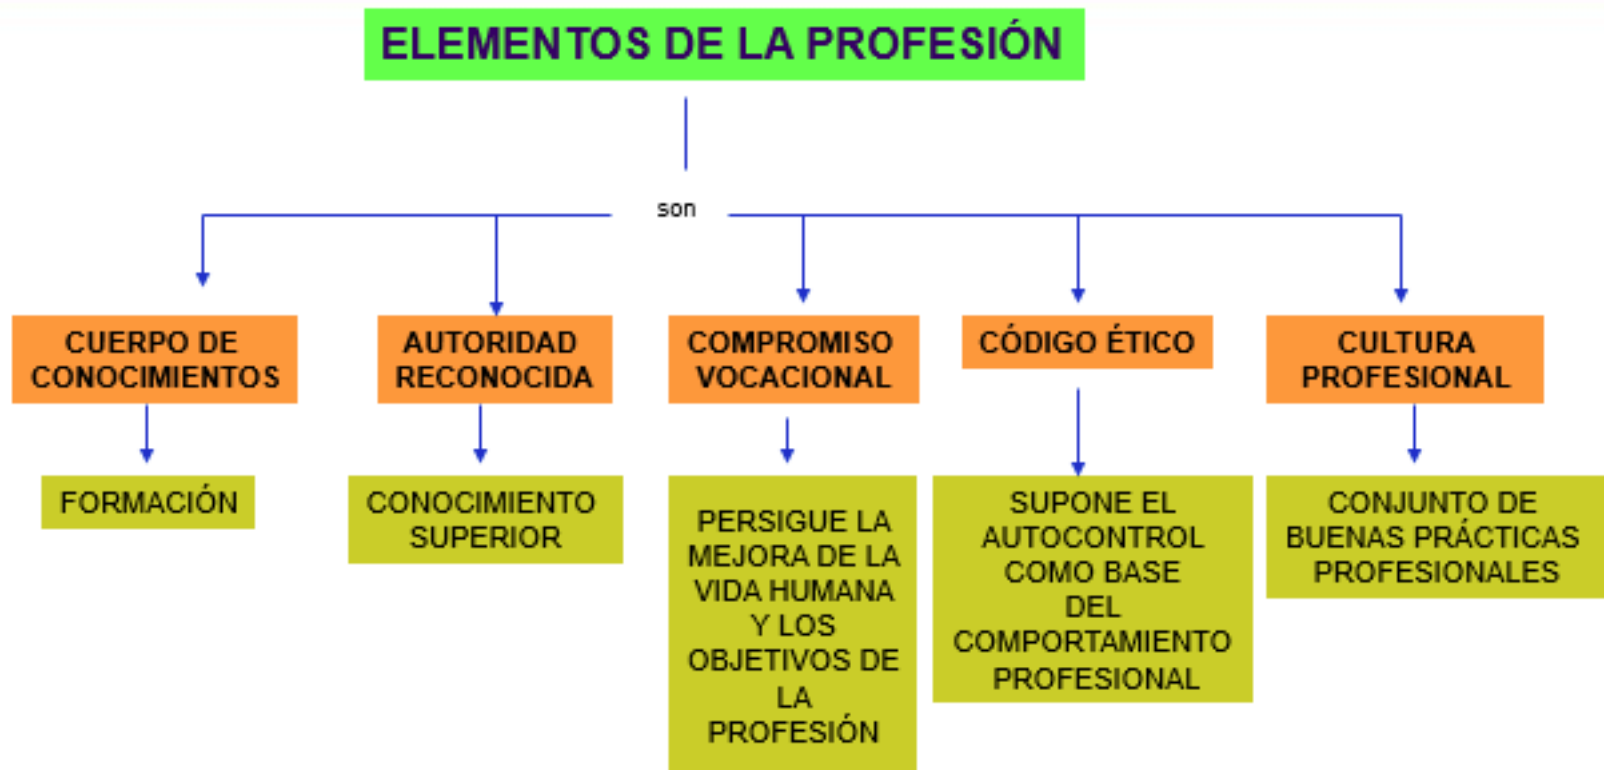 ELEMENTOS DE LA PROFESIÓN
son
CUERPO DE
CONOCIMIENTOS
AUTORIDAD
RECONOCIDA
COMPROMISO
VOCACIONAL
CÓDIGO ÉTICO
CULTURA
PROFESIONAL
FORMACIÓN
CONOCIMIENTO
SUPERIOR
PERSIGUE LA
MEJORA DE LA
VIDA HUMANA
Y LOS
OBJETIVOS DE
LA
PROFESIÓN
SUPONE EL
AUTOCONTROL
COMO BASE
DEL
COMPORTAMIENTO
PROFESIONAL
CONJUNTO DE
BUENAS PRÁCTICAS
PROFESIONALES